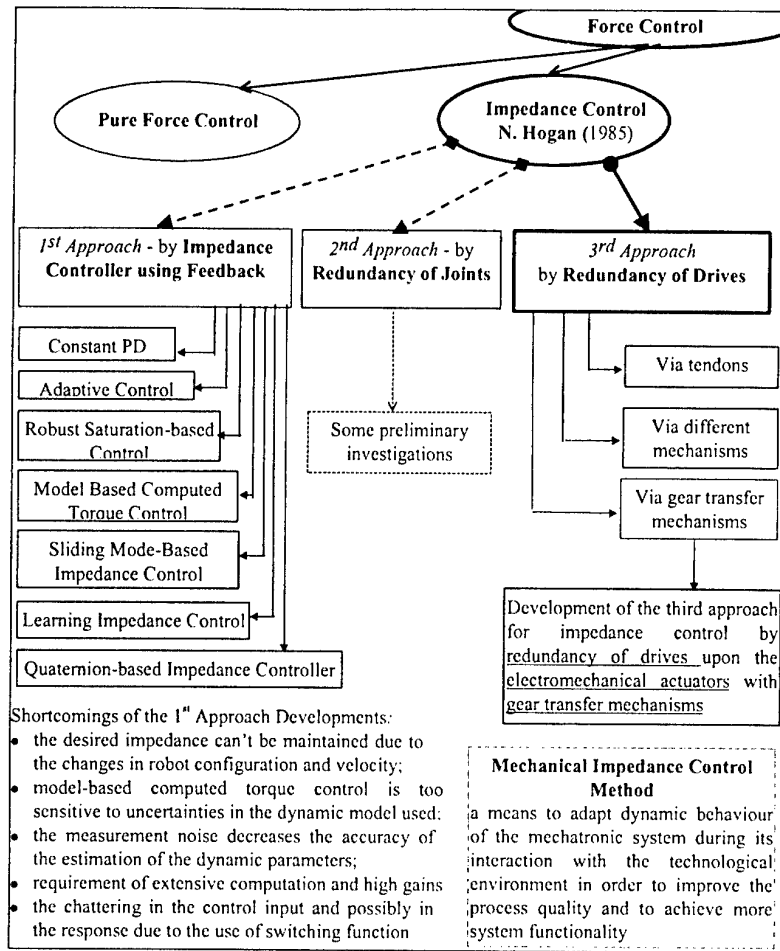 Force Control
Pure Force Control
Impedance Control
N. Hogan (1985)
1st Approach - by Impedance
Controller using Feedback
2nd Approach - by
Redundancy of Joints
3rd Approach
by Redundancy of Drives
Constant PD
Adaptive Control
Robust Saturation-based
Control
Model Based Computed
Torque Control
Sliding Mode-Based
Impedance Control
Learning Impedance Control
Quaternion-based Impedance Controller
Some preliminary
investigations
Via tendons
Via different
mechanisms
Via gear transfer
mechanisms
Development of the third approach
for impedance control by
redundancy of drives upon the
electromechanical actuators with
gear transfer mechanisms
Shortcomings of the 1st Approach Developments:
• the desired impedance can't be maintained due to
the changes in robot configuration and velocity;
• model-based computed torque control is too
sensitive to uncertainties in the dynamic model used;
• the measurement noise decreases the accuracy of
the estimation of the dynamic parameters;
• requirement of extensive computation and high gains
• the chattering in the control input and possibly in
the response due to the use of switching function
Mechanical Impedance Control
Method
a means to adapt dynamic behaviour
of the mechatronic system during its
interaction with the technological
environment in order to improve the
process quality and to achieve more
system functionality